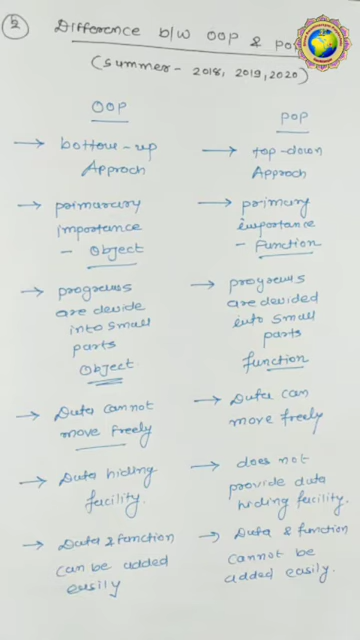 2 Difference b/w OOP & PO
(Summer - 2018, 2019, 2020)
OOP
→ bottom-up
Approch
→ primarary
importance
- Object
→ programs
are devide
into small
parts
Object
→ Data cannot
move freely
→ Data hiding
facility.
→ Data & function
can be added
easily
POP
→ top-down
Approch
→ primary
importance
- Function
→ programs
are devided
into small
parts
function
→ Data can
move freely
→ does not
provide data
hiding facility.
→ Data & function
cannot be
added easily.